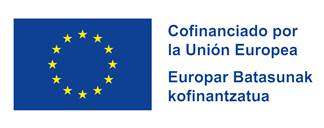 Cofinanciado por
la Unión Europea
Europar Batasunak
kofinantzatua